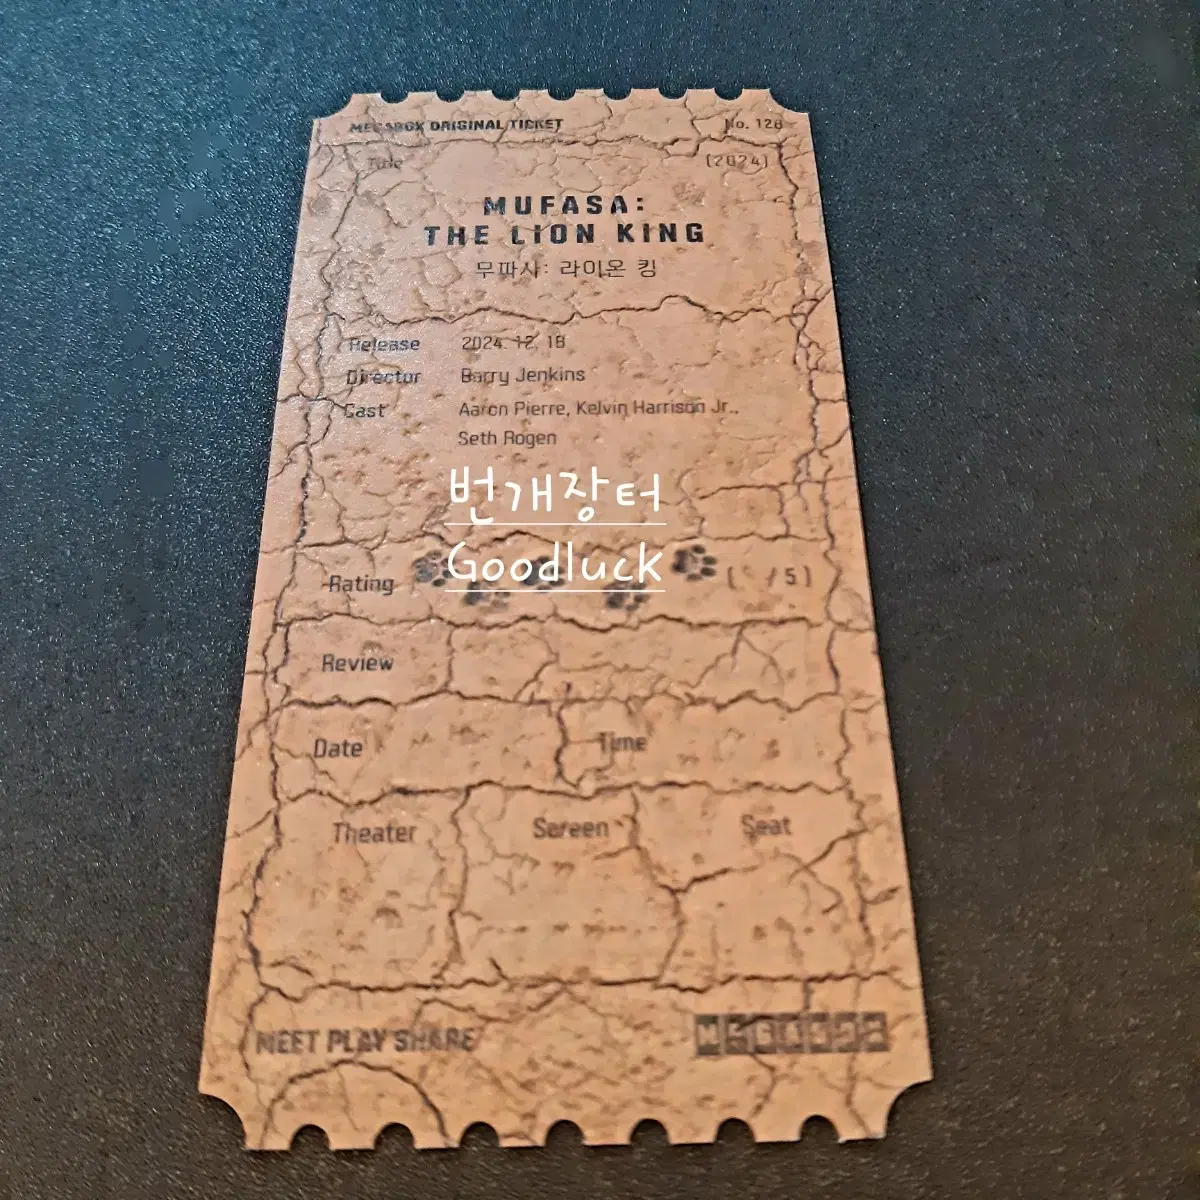 MEGABOX ORIGINAL TICKET No. 128
Title (2024)
MUFASA:
THE LION KING
무파사: 라이온 킹
Release 2024. 12. 18
Director Barry Jenkins
Cast Aaron Pierre, Kelvin Harrison Jr.,
Seth Rogen
번개장터
Goodluck
Rating ( / 5)
Review
Date Time
Theater Screen Seat
MEET PLAY SHARE MEGABOX